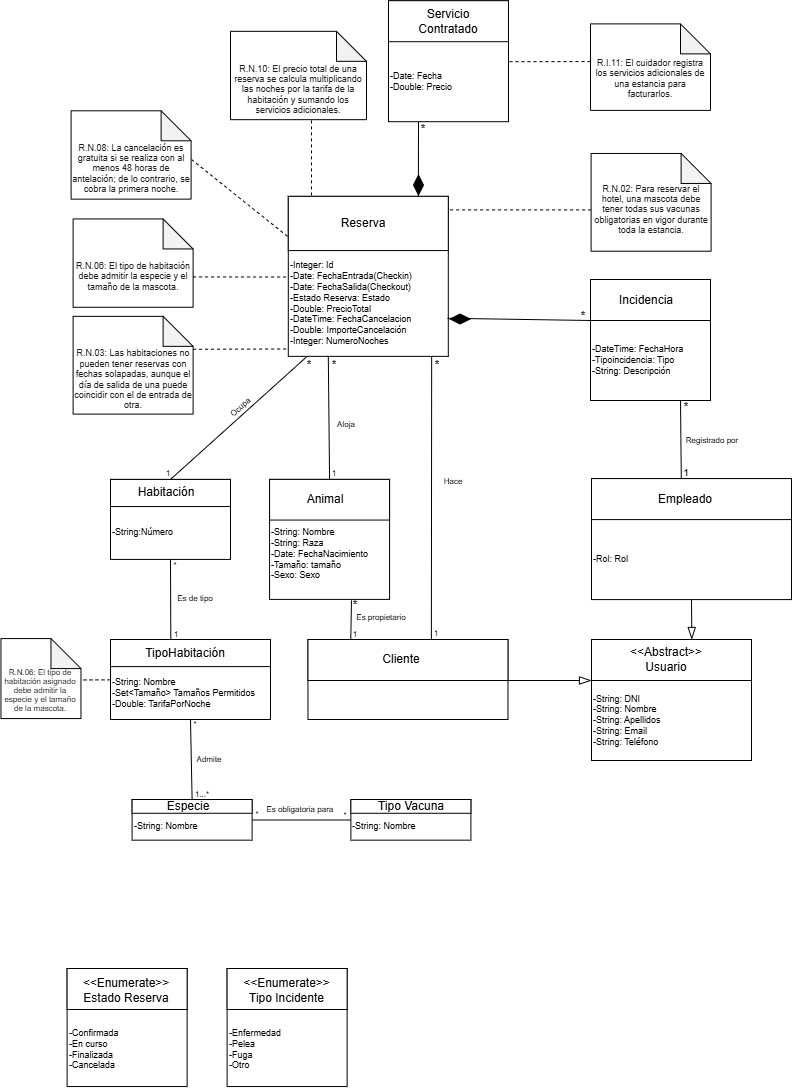 Servicio
Contratado
-Date: Fecha
-Double: Precio
R.I.11: El cuidador registra
los servicios adicionales de
una estancia para
facturarlos.
R.N.10: El precio total de una
reserva se calcula multiplicando
las noches por la tarifa de la
habitación y sumando los
servicios adicionales.
R.N.08: La cancelación es
gratuita si se realiza con al
menos 48 horas de
antelación; de lo contrario, se
cobra la primera noche.
*
R.N.02: Para reservar el
hotel, una mascota debe
tener todas sus vacunas
obligatorias en vigor durante
toda la estancia.
Reserva
-Integer: Id
-Date: FechaEntrada(Checkin)
-Date: FechaSalida(Checkout)
-Estado Reserva: Estado
-Double: PrecioTotal
-DateTime: FechaCancelacion
-Double: ImporteCancelación
-Integer: NumeroNoches
R.N.06: El tipo de habitación
debe admitir la especie y el
tamaño de la mascota.
R.N.03: Las habitaciones no
pueden tener reservas con
fechas solapadas, aunque el
día de salida de una puede
coincidir con el de entrada de
otra.
*
Incidencia
-DateTime: FechaHora
-Tipoincidencia: Tipo
-String: Descripción
* * *
*
Ocupa
Aloja
Hace
Registrado por
1 1 1
Habitación
-String:Número
Animal
-String: Nombre
-String: Raza
-Date: FechaNacimiento
-Tamaño: tamaño
-Sexo: Sexo
Empleado
-Rol: Rol
*
Es de tipo
1
*
Es propietario
1 1
R.N.06: El tipo de
habitación asignado
debe admitir la
especie y el tamaño
de la mascota.
TipoHabitación
-String: Nombre
-Set<Tamaño> Tamaños Permitidos
-Double: TarifaPorNoche
Cliente
<<Abstract>>
Usuario
-String: DNI
-String: Nombre
-String: Apellidos
-String: Email
-String: Teléfono
*
Admite
1...*
Especie
-String: Nombre
* Es obligatoria para *
Tipo Vacuna
-String: Nombre
<<Enumerate>>
Estado Reserva
-Confirmada
-En curso
-Finalizada
-Cancelada
<<Enumerate>>
Tipo Incidente
-Enfermedad
-Pelea
-Fuga
-Otro